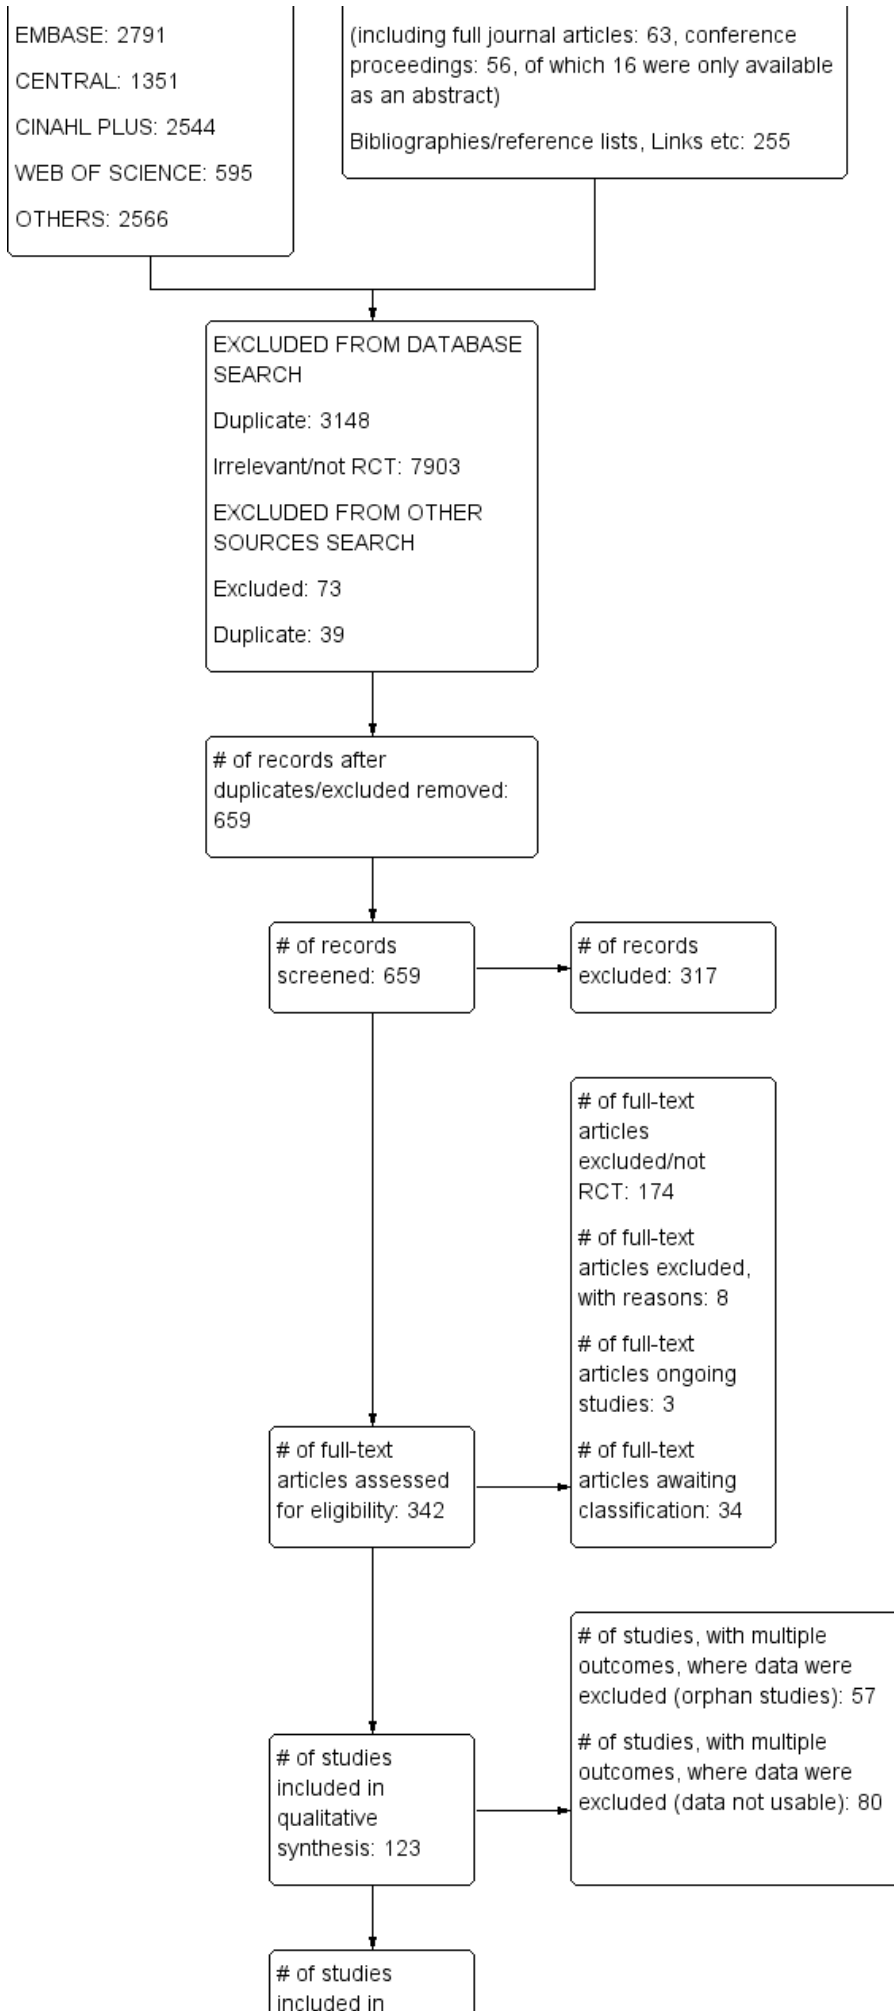 EMBASE: 2791
CENTRAL: 1351
CINAHL PLUS: 2544
WEB OF SCIENCE: 595
OTHERS: 2566
(including full journal articles: 63, conference
proceedings: 56, of which 16 were only available
as an abstract)
Bibliographies/reference lists, Links etc: 255
EXCLUDED FROM DATABASE
SEARCH
Duplicate: 3148
Irrelevant/not RCT: 7903
EXCLUDED FROM OTHER
SOURCES SEARCH
Excluded: 73
Duplicate: 39
# of records after
duplicates/excluded removed:
659
# of records
screened: 659
# of records
excluded: 317
# of full-text
articles
excluded/not
RCT: 174
# of full-text
articles excluded,
with reasons: 8
# of full-text
articles ongoing
studies: 3
# of full-text
articles awaiting
classification: 34
# of full-text
articles assessed
for eligibility: 342
# of studies, with multiple
outcomes, where data were
excluded (orphan studies): 57
# of studies, with multiple
outcomes, where data were
excluded (data not usable): 80
# of studies
included in
qualitative
synthesis: 123
# of studies
included in